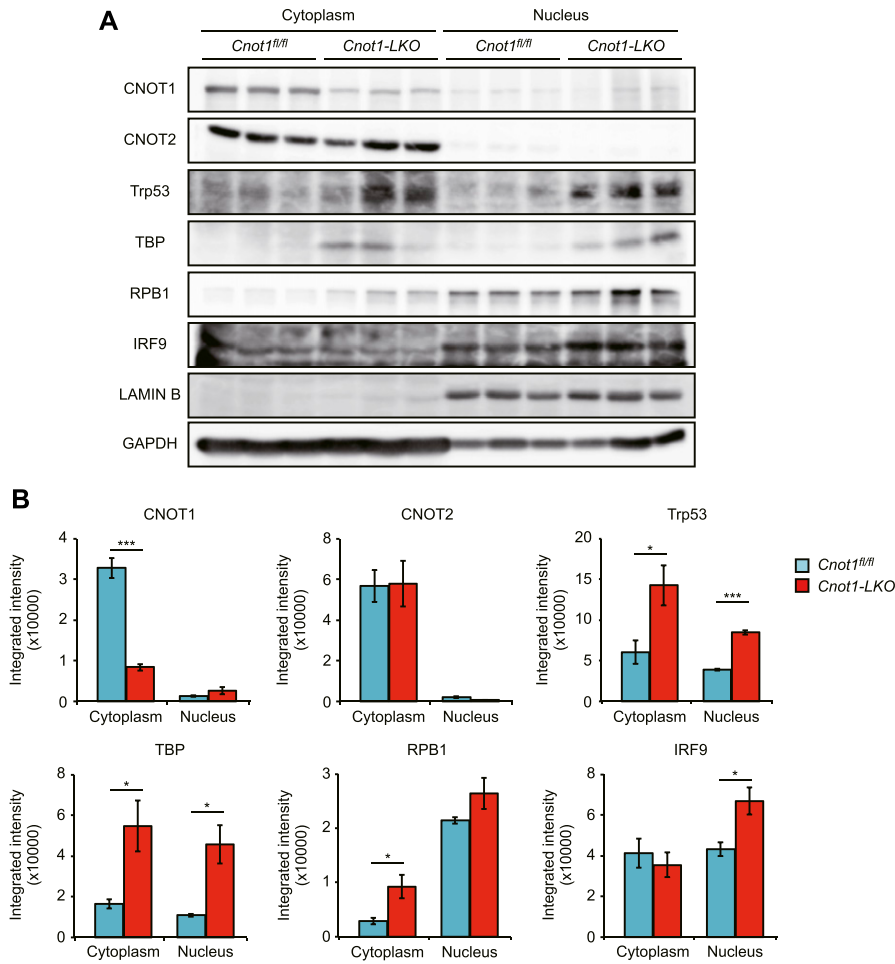 A
Cytoplasm Nucleus
Cnot1fl/fl Cnot1-LKO Cnot1fl/fl Cnot1-LKO
CNOT1
CNOT2
Trp53
TBP
RPB1
IRF9
LAMIN B
GAPDH
B
CNOT1
Integrated intensity
(x10000)
4
3
2
1
0
***
Cytoplasm Nucleus
CNOT2
Integrated intensity
(x10000)
8
6
4
2
0
Cytoplasm Nucleus
Trp53
Integrated intensity
(x10000)
20
15
10
5
0
*
***
Cytoplasm Nucleus
Cnot1fl/fl
Cnot1-LKO
TBP
Integrated intensity
(x10000)
8
6
4
2
0
*
*
Cytoplasm Nucleus
RPB1
Integrated intensity
(x10000)
3
2
1
0
*
Cytoplasm Nucleus
IRF9
Integrated intensity
(x10000)
8
6
4
2
0
*
Cytoplasm Nucleus